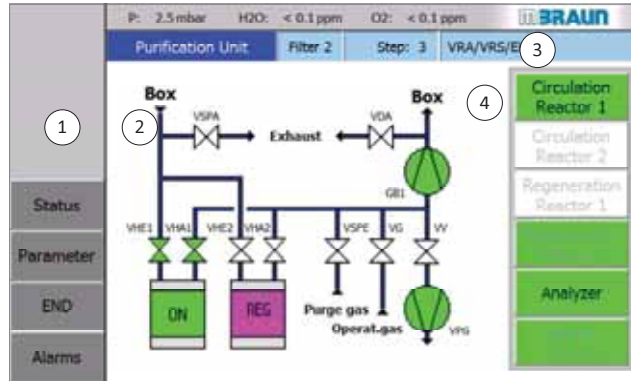 P: 2.5 mbar H2O: < 0.1 ppm O2: < 0.1 ppm MBRAUN
Purification Unit Filter 2 Step: 3 VRA/VRS/E
3
Box
Box
4
Circulation
Reactor 1
1
2
VSPA
Exhaust
VDA
Circulation
Reactor 2
GB1
Regeneration
Reactor 1
Status
VHE1 VHA1 VHE2 VHA2 VSPE VG VV
Parameter
END
ON
REG
Purge gas
Operat.gas
VPG
Analyzer
Alarms